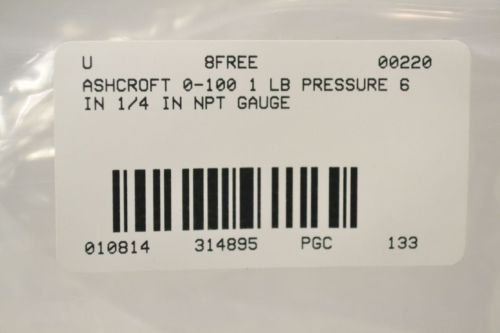 U 8FREE 00220
ASHCROFT 0-100 1 LB PRESSURE 6
IN 1/4 IN NPT GAUGE
010814 314895 PGC 133